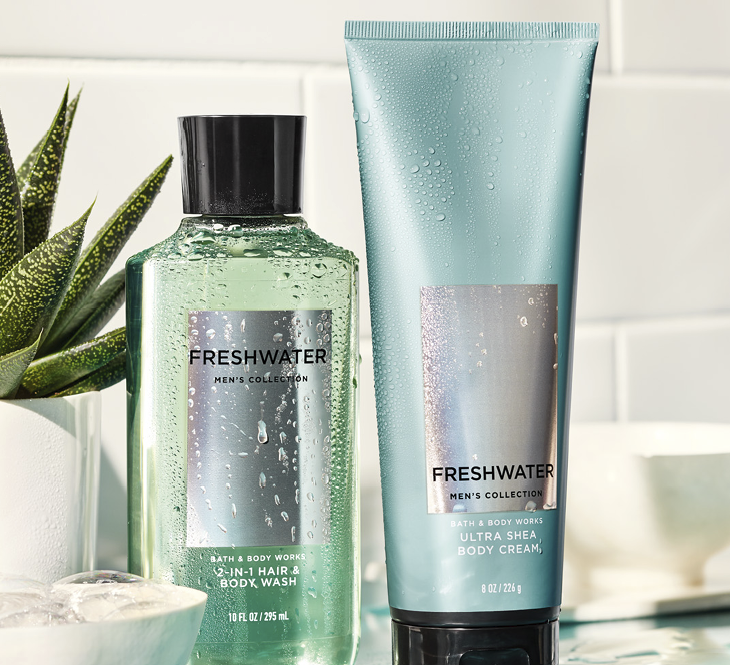 FRESHWATER
MEN'S COLLECTION
BATH & BODY WORKS
2-IN-1 HAIR &
BODY WASH
10 FL OZ / 295 mL
FRESHWATER
MEN'S COLLECTION
BATH & BODY WORKS
ULTRA SHEA
BODY CREAM
8 OZ / 226 g